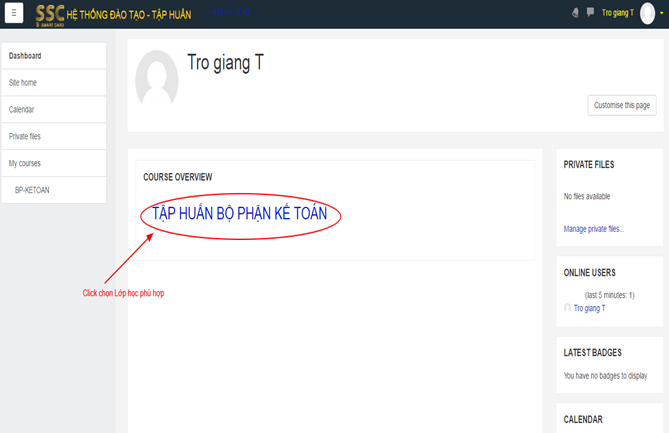 SSC HỆ THỐNG ĐÀO TẠO - TẬP HUẤN
SMART CARD
Tro giang T
Dashboard
Site home
Calendar
Private files
My courses
BP-KETOAN
Tro giang T
Customise this page
COURSE OVERVIEW
TẬP HUẤN BỘ PHẬN KẾ TOÁN
Click chọn Lớp học phù hợp
PRIVATE FILES
No files available
Manage private files...
ONLINE USERS
(last 5 minutes: 1)
Tro giang T
LATEST BADGES
You have no badges to display
CALENDAR